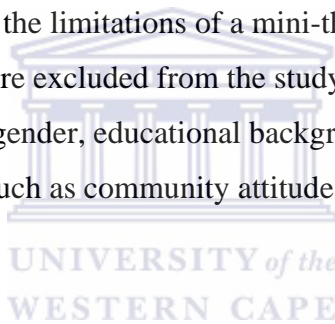 the limitations of a mini-th
re excluded from the study
gender, educational backgr
uch as community attitude
UNIVERSITY of the
WESTERN CAPE